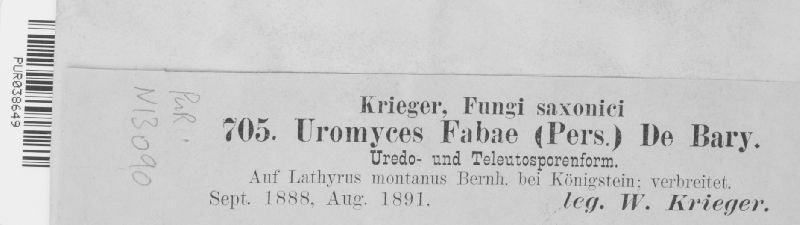 PUR038649
PUR.
N13090
Krieger, Fungi saxonici
705. Uromyces Fabae (Pers.) De Bary.
Uredo- und Teleutosporenform.
Auf Lathyrus montanus Bernh. bei Königstein; verbreitet.
Sept. 1888, Aug. 1891. leg. W. Krieger.